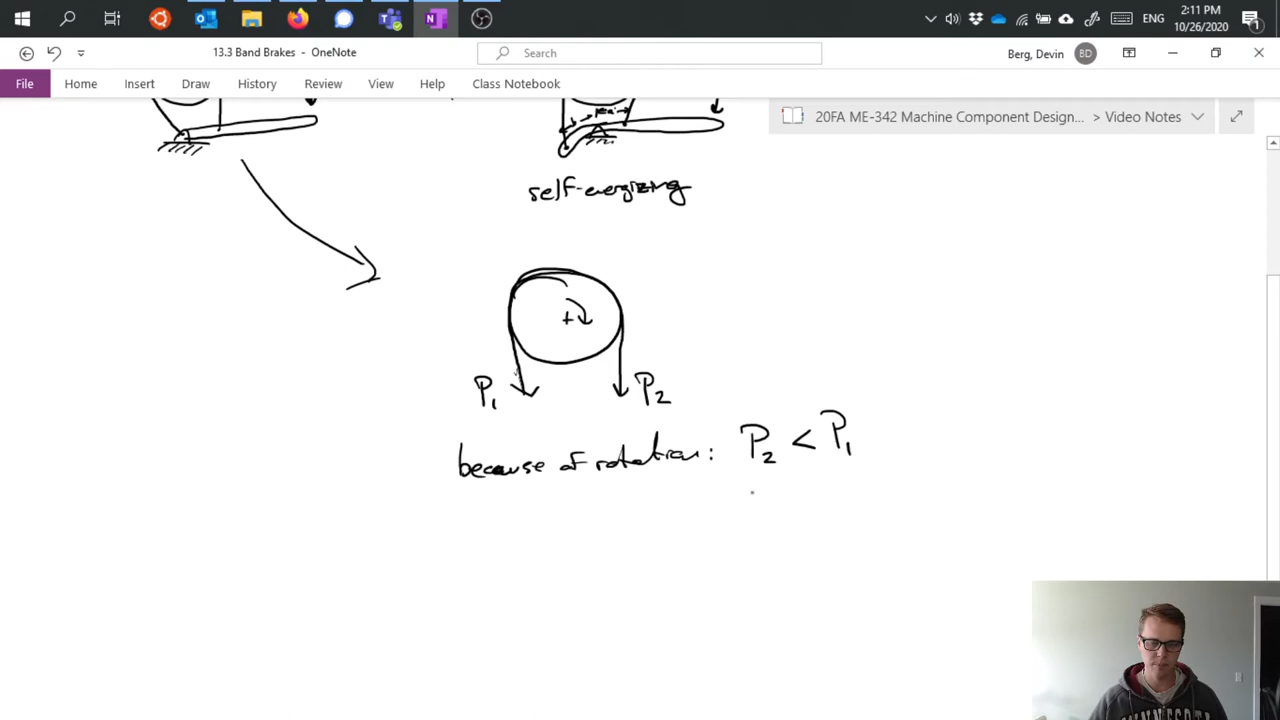 2:11 PM
ENG
10/26/2020
13.3 Band Brakes - OneNote
Search
Berg, Devin
BD
File
Home
Insert
Draw
History
Review
View
Help
Class Notebook
20FA ME-342 Machine Component Design... > Video Notes
self-energizing
+
P1
P2
because of rotation: P2 < P1